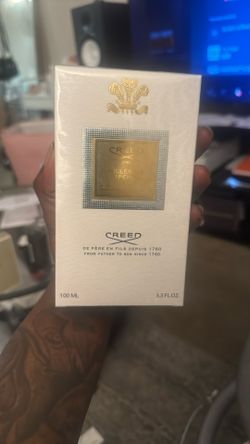 CREED
CREED
DE PÈRE EN FILS DEPUIS 1760
FROM FATHER TO SON SINCE 1760
100 ML 3.3 FL.OZ.